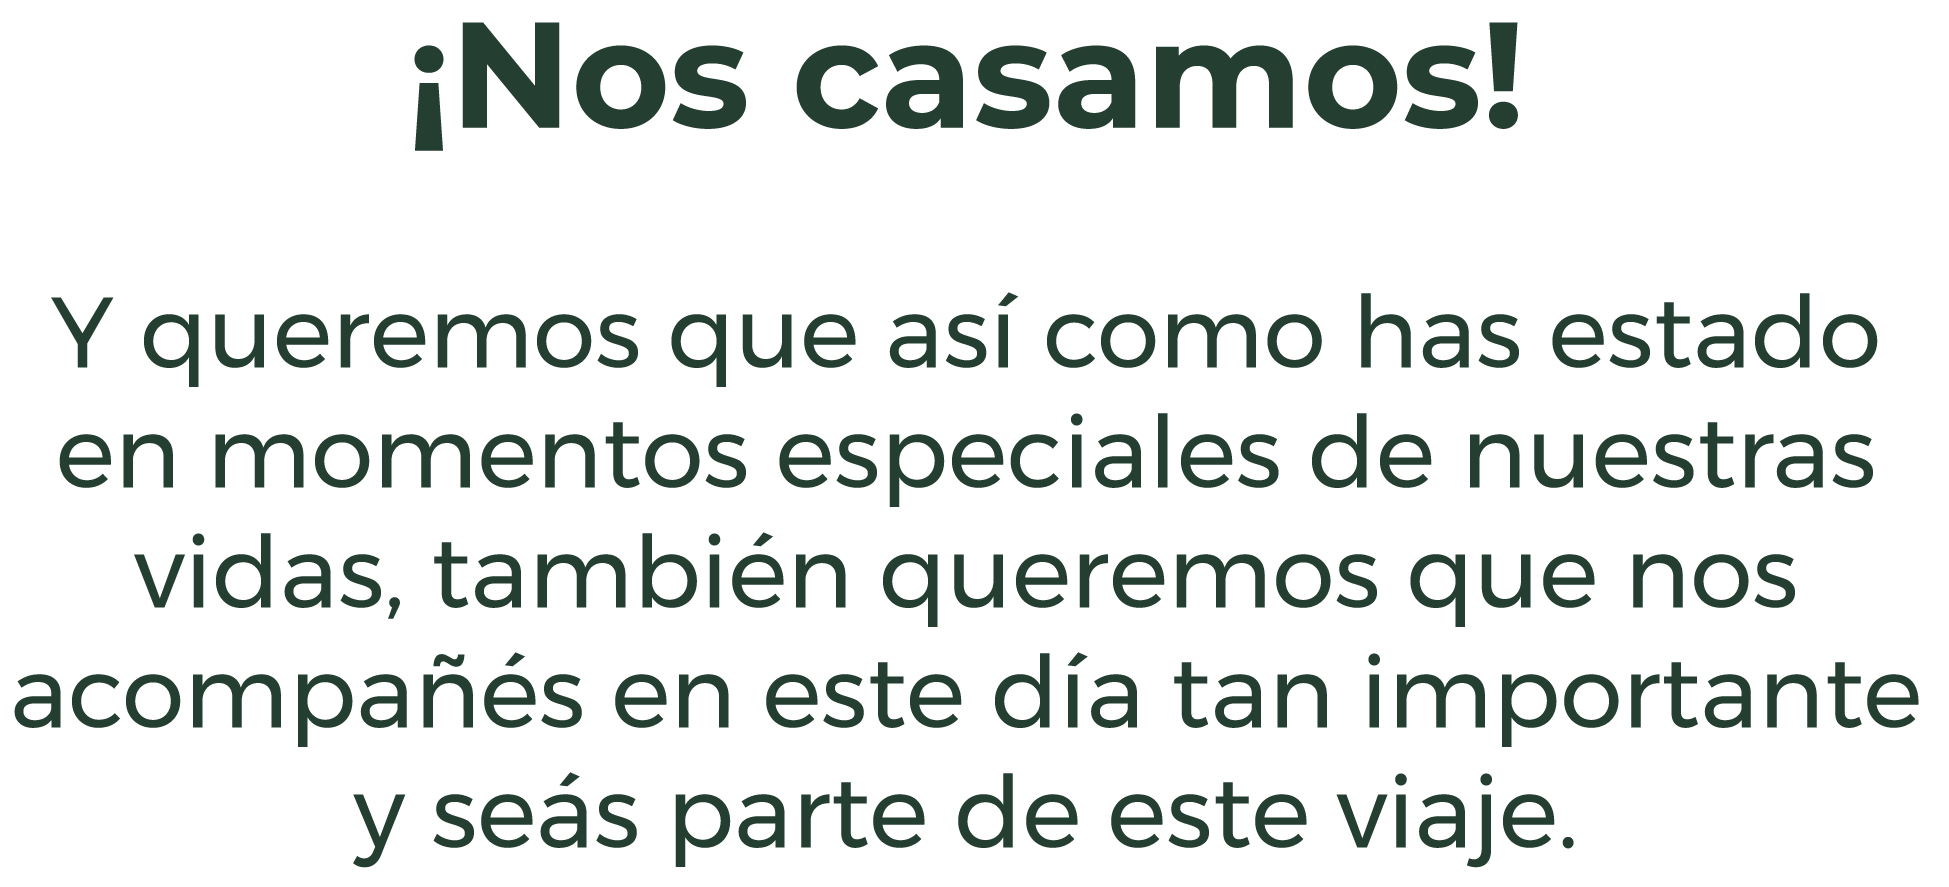 ¡Nos casamos!
Y queremos que así como has estado
en momentos especiales de nuestras
vidas, también queremos que nos
acompañés en este día tan importante
y seás parte de este viaje.